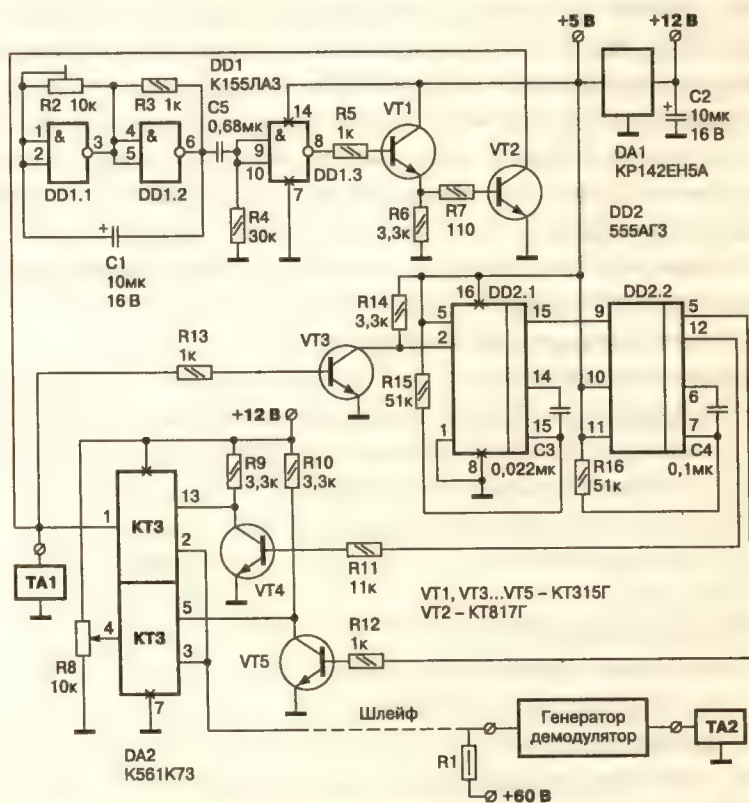 +5 В
+12 В
DD1
К155ЛА3
R2 10к
R3 1к
C5
0,68мк
14
R5
1к
VT1
C2
10мк
16 В
1
2
&
3
4
5
&
6
9
10
&
8
7
DD1.1
DD1.2
DD1.3
VT2
DA1
КР142ЕН5А
R4
30к
R6
3,3к
R7
110
C1
10мк
16 В
DD2
555АГ3
R14
3,3к
16
DD2.1
DD2.2
5
2
15
9
5
12
R13
1к
VT3
R15
51к
14
10
6
1
15
11
7
+12 В
8
C3
0,022мк
C4
0,1мк
R16
51к
R9
3,3к
R10
3,3к
1
КТ3
13
2
VT4
R11
11к
TA1
VT1, VT3...VT5 – КТ315Г
VT2 – КТ817Г
R8
10к
4
КТ3
5
3
R12
1к
VT5
7
DA2
К561К73
Шлейф
Генератор
демодулятор
TA2
R1
+60 В